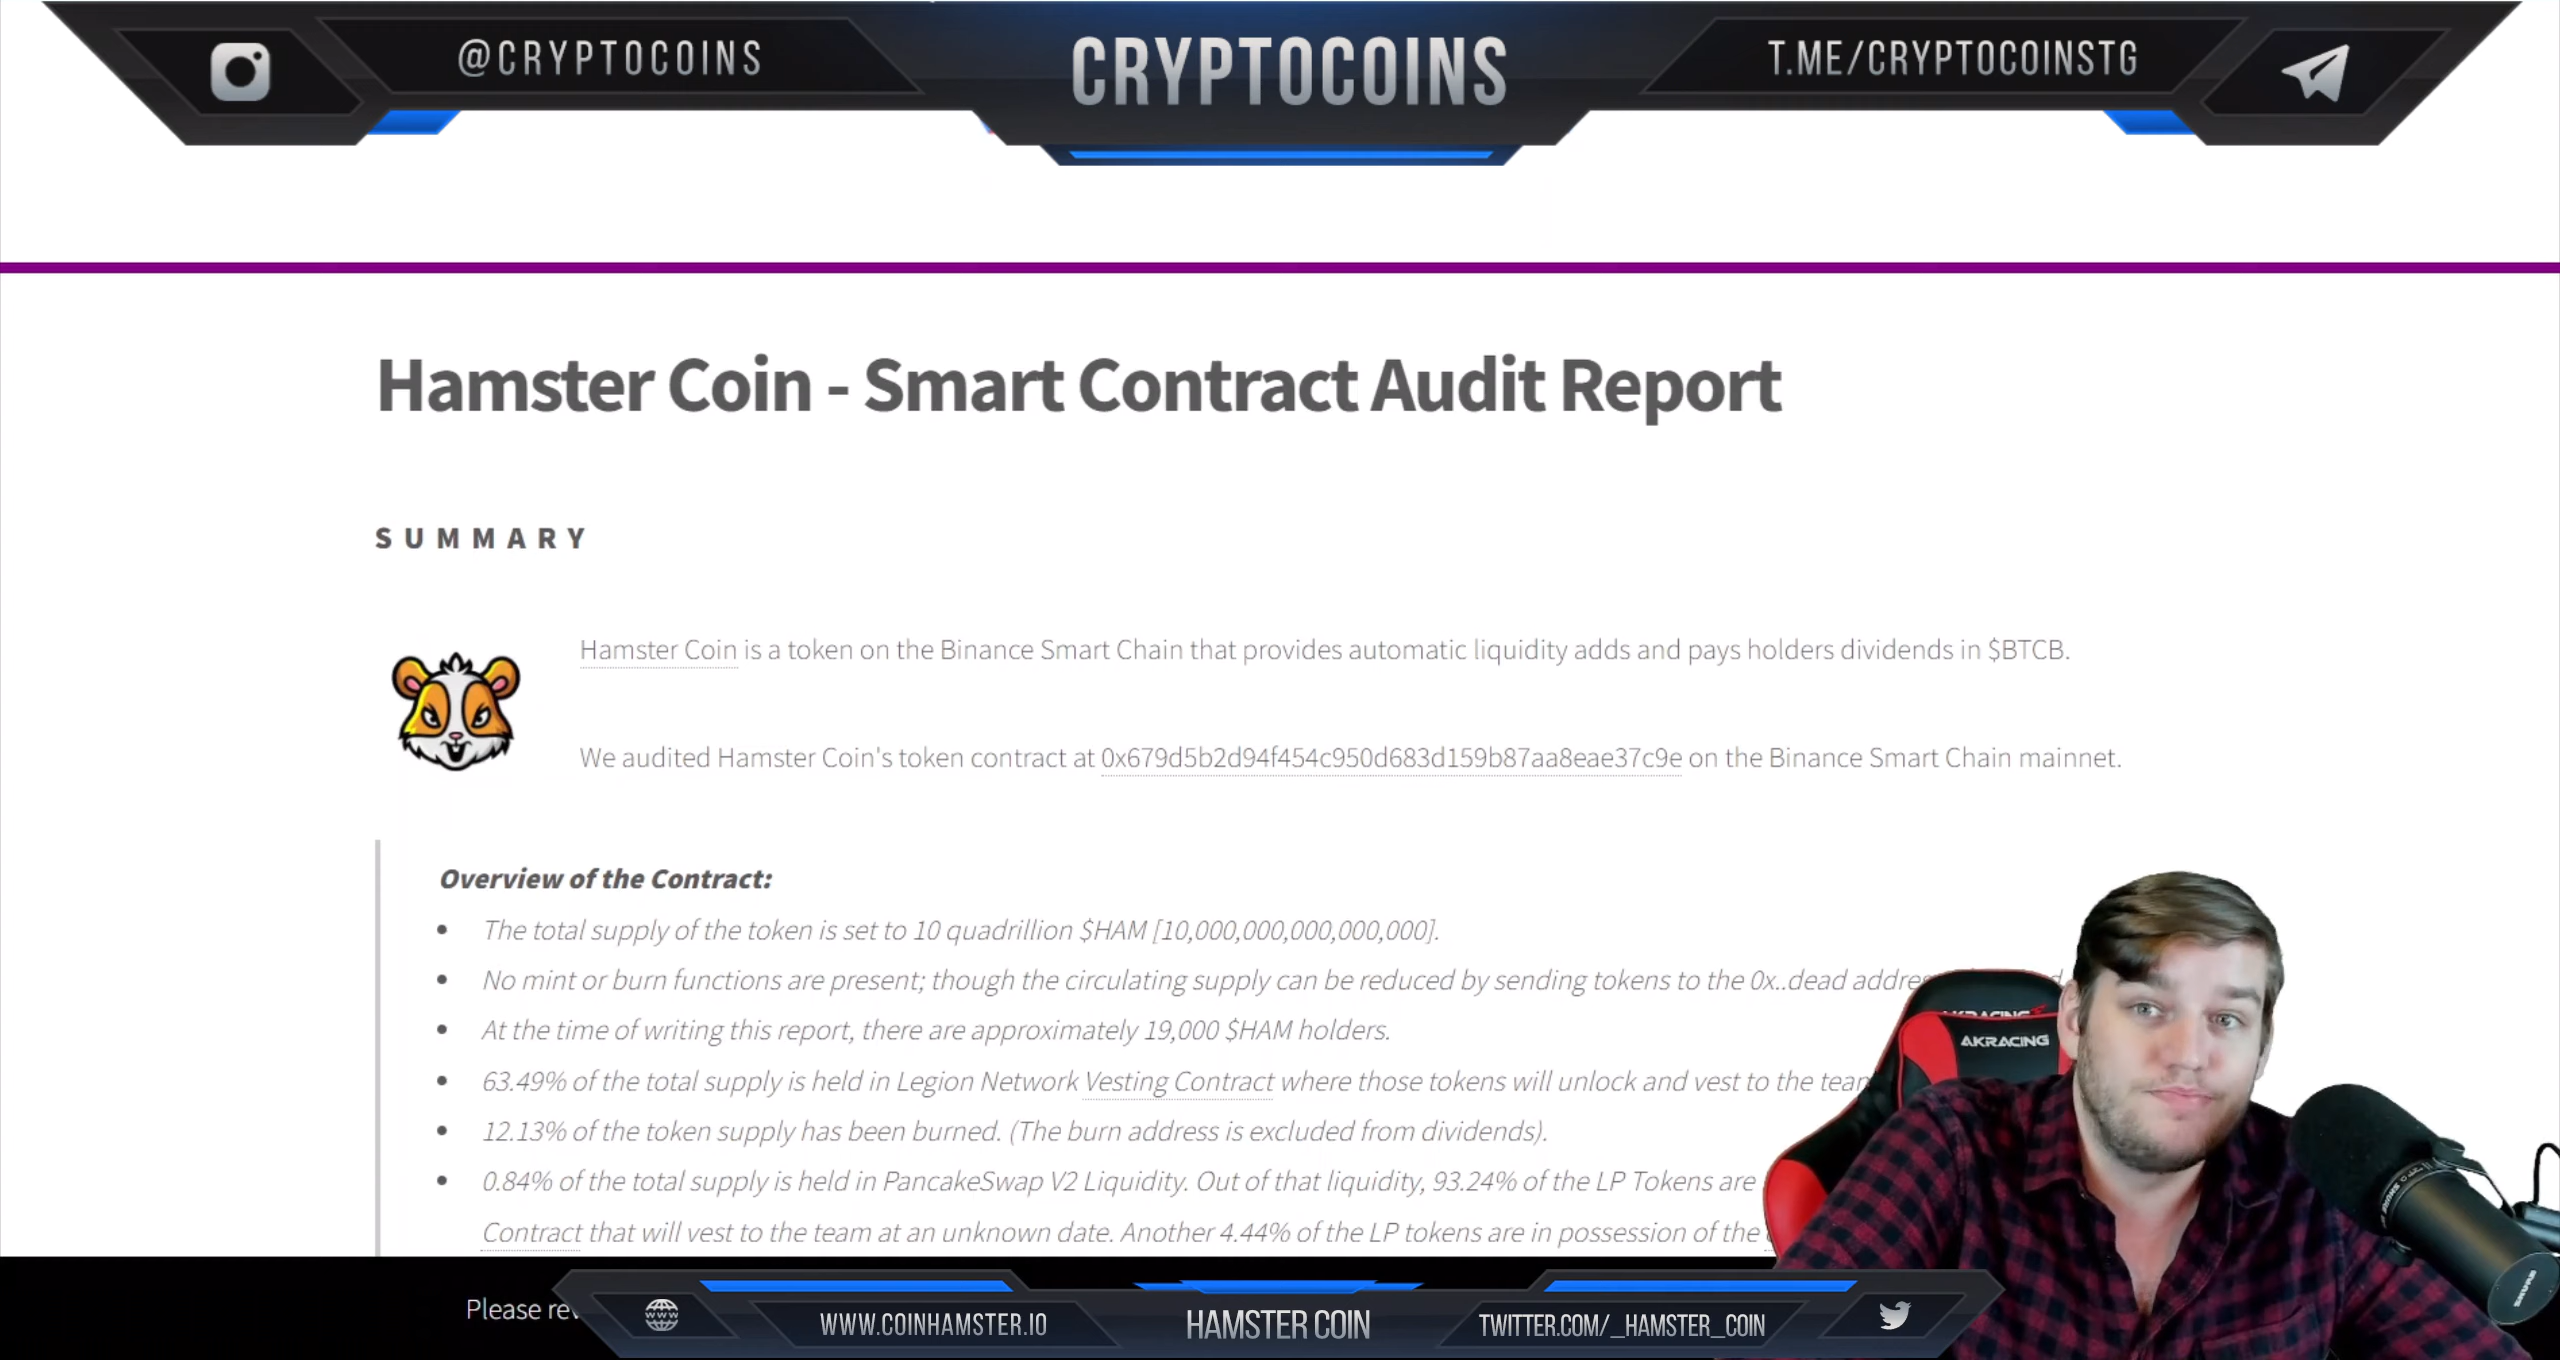 @CRYPTOCOINS
CRYPTOCOINS
T.ME/CRYPTOCOINSTG
Hamster Coin - Smart Contract Audit Report
SUMMARY
Hamster Coin is a token on the Binance Smart Chain that provides automatic liquidity adds and pays holders dividends in $BTCB.
We audited Hamster Coin's token contract at 0x679d5b2d94f454c950d683d159b87aa8eae37c9e on the Binance Smart Chain mainnet.
Overview of the Contract:
• The total supply of the token is set to 10 quadrillion $HAM [10,000,000,000,000,000].
• No mint or burn functions are present; though the circulating supply can be reduced by sending tokens to the 0x..dead
• At the time of writing this report, there are approximately 19,000 $HAM holders.
• 63.49% of the total supply is held in Legion Network Vesting Contract where those tokens will unlock and vest to the
• 12.13% of the token supply has been burned. (The burn address is excluded from dividends).
• 0.84% of the total supply is held in PancakeSwap V2 Liquidity. Out of that liquidity, 93.24% of the LP Tokens are
Contract that will vest to the team at an unknown date. Another 4.44% of the LP tokens are in possession of the
AKRACING
Please
WWW.COINHAMSTER.IO
HAMSTER COIN
TWITTER.COM/_HAMSTER_COIN